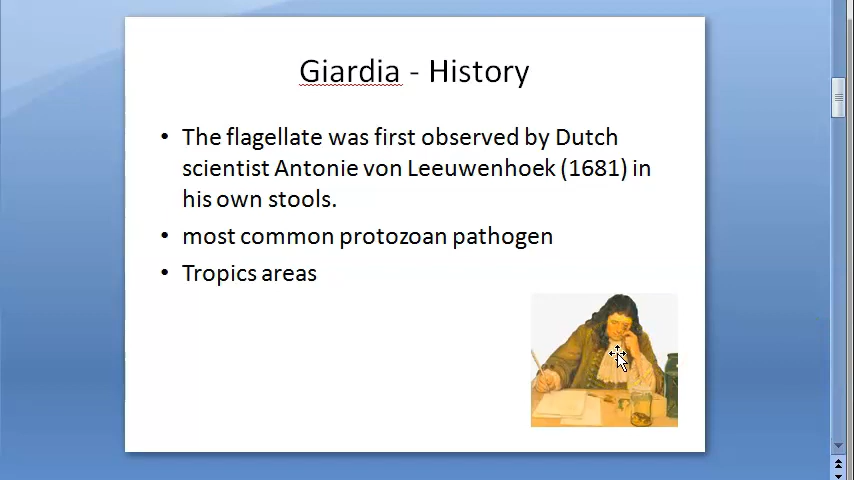 Giardia - History
• The flagellate was first observed by Dutch
scientist Antonie von Leeuwenhoek (1681) in
his own stools.
• most common protozoan pathogen
• Tropics areas